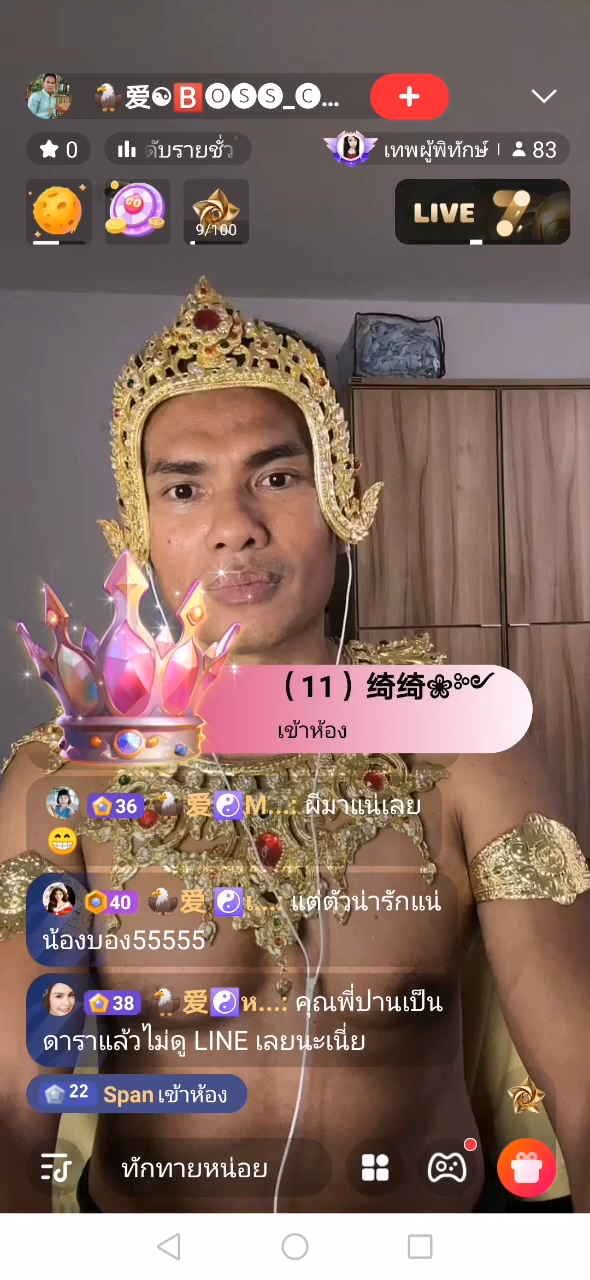 爱☯🅱🅞🅢🅢_🅒...
0
ดับรายชั่ว
เทพผู้พิทักษ์
83
GO
9/100
LIVE
（11）绮绮❀༻
เข้าห้อง
36 爱☯M...: ผีมาแน่เลย
😁
40 爱☯ แต่ตัวน่ารักแน่
น้องบอง55555
38 爱☯ห...: คุณพี่ปานเป็น
ดาราแล้วไม่ดู LINE เลยนะเนี่ย
22 Span เข้าห้อง
ทักทายหน่อย